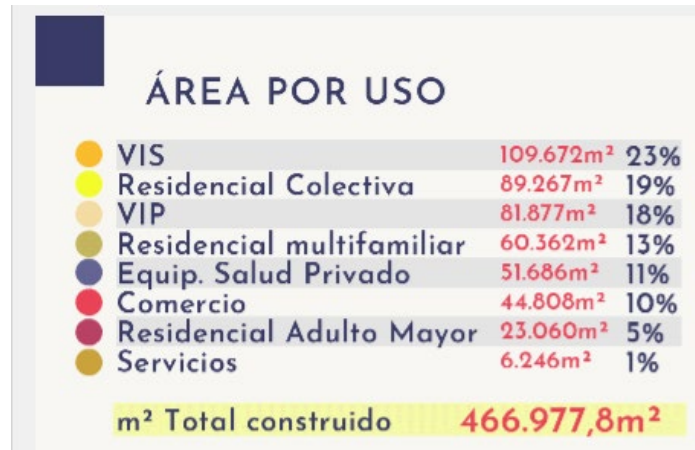 ÁREA POR USO
VIS 109.672m² 23%
Residencial Colectiva 89.267m² 19%
VIP 81.877m² 18%
Residencial multifamiliar 60.362m² 13%
Equip. Salud Privado 51.686m² 11%
Comercio 44.808m² 10%
Residencial Adulto Mayor 23.060m² 5%
Servicios 6.246m² 1%
m² Total construido 466.977,8m²